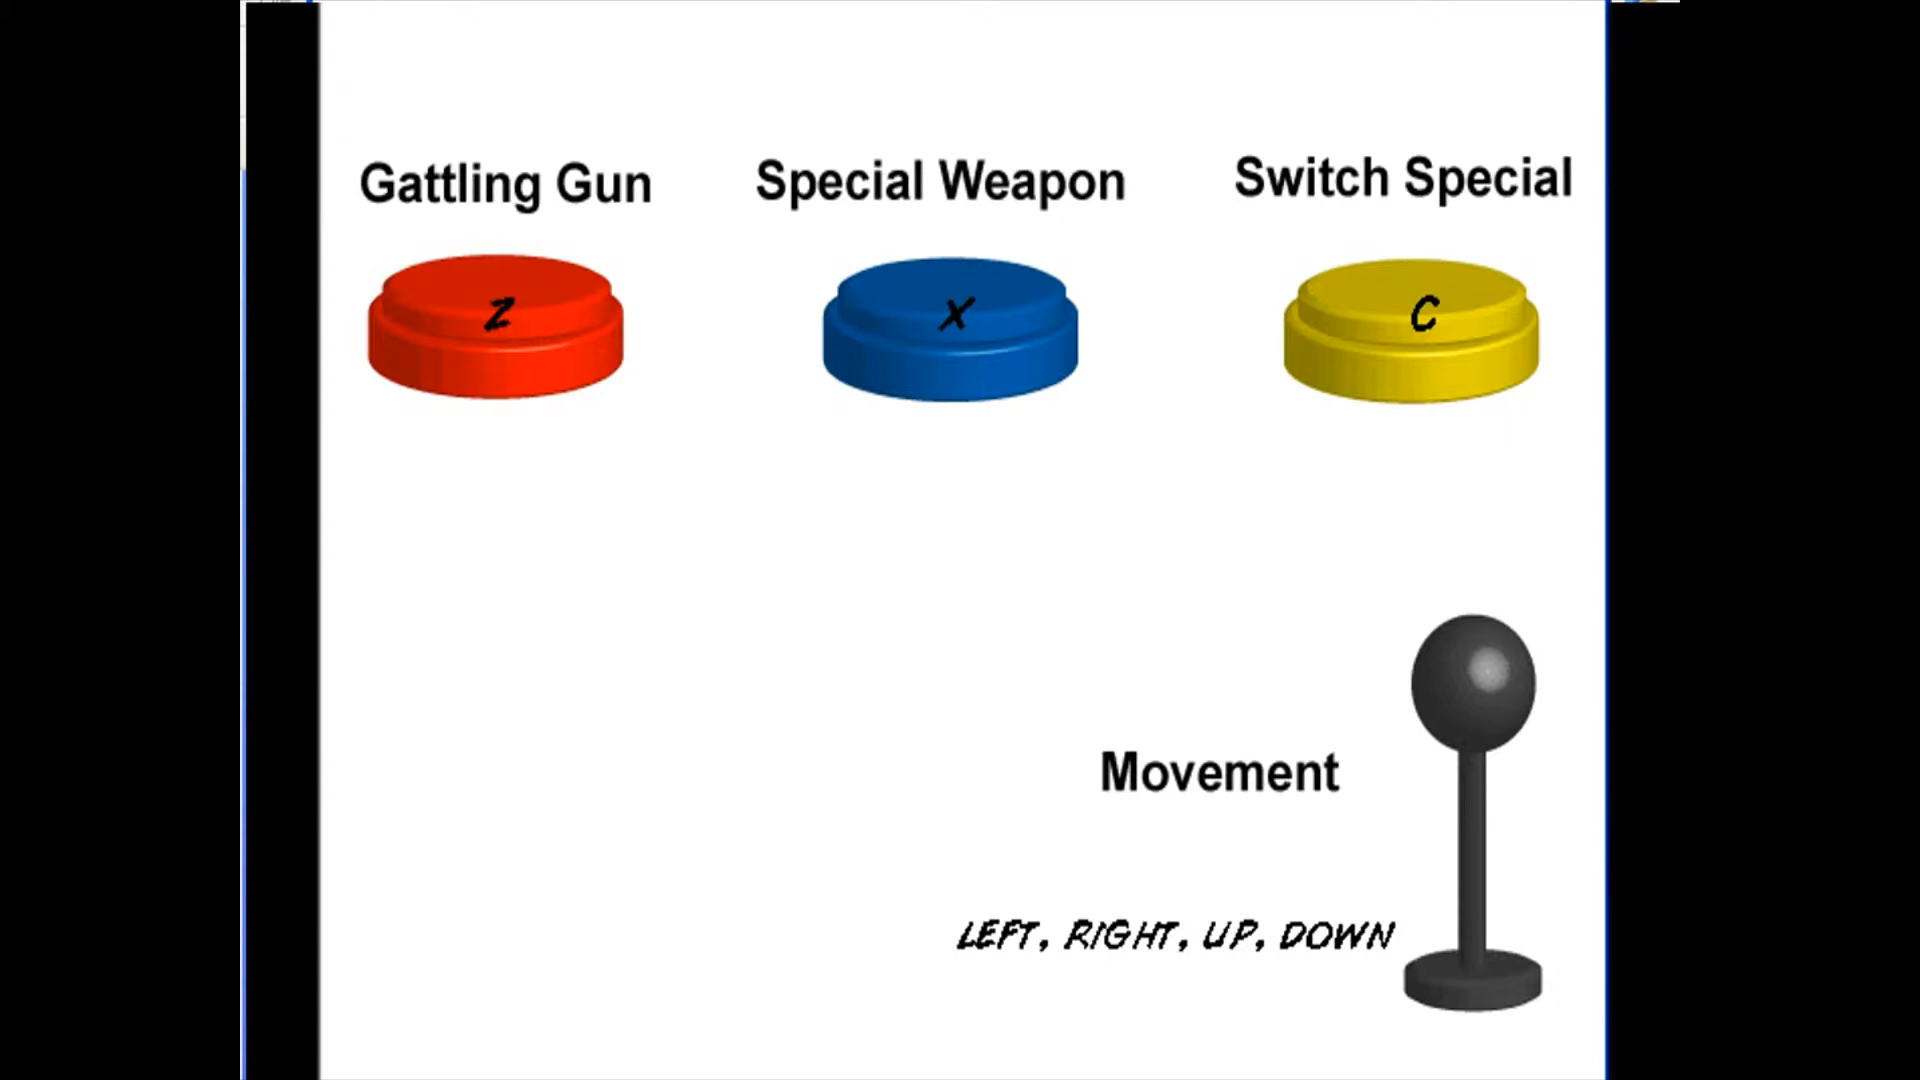 Gattling Gun
Special Weapon
Switch Special
Z
X
C
Movement
LEFT, RIGHT, UP, DOWN